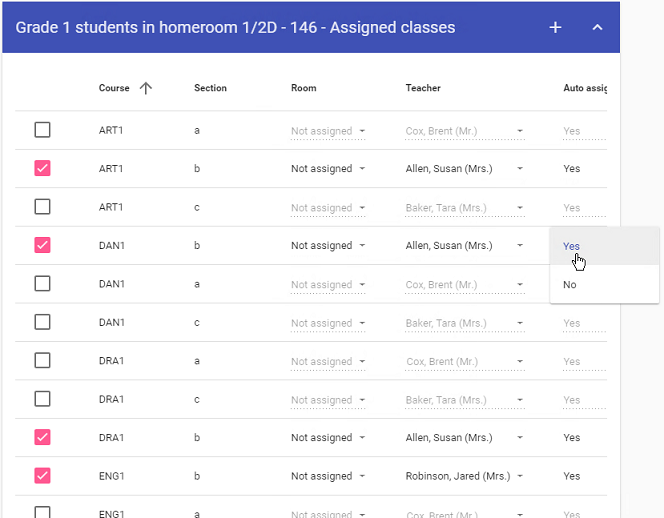 Grade 1 students in homeroom 1/2D - 146 - Assigned classes +
Course Section Room Teacher Auto assig
ART1 a Not assigned Cox, Brent (Mr.) Yes
ART1 b Not assigned Allen, Susan (Mrs.) Yes
ART1 c Not assigned Baker, Tara (Mrs.) Yes
DAN1 b Not assigned Allen, Susan (Mrs.) Yes
DAN1 a Not assigned Cox, Brent (Mr.) No
DAN1 c Not assigned Baker, Tara (Mrs.) Yes
DRA1 a Not assigned Cox, Brent (Mr.) Yes
DRA1 c Not assigned Baker, Tara (Mrs.) Yes
DRA1 b Not assigned Allen, Susan (Mrs.) Yes
ENG1 b Not assigned Robinson, Jared (Mrs.) Yes
ENG1 a Not assigned Cox, Brent (Mr.) Yes